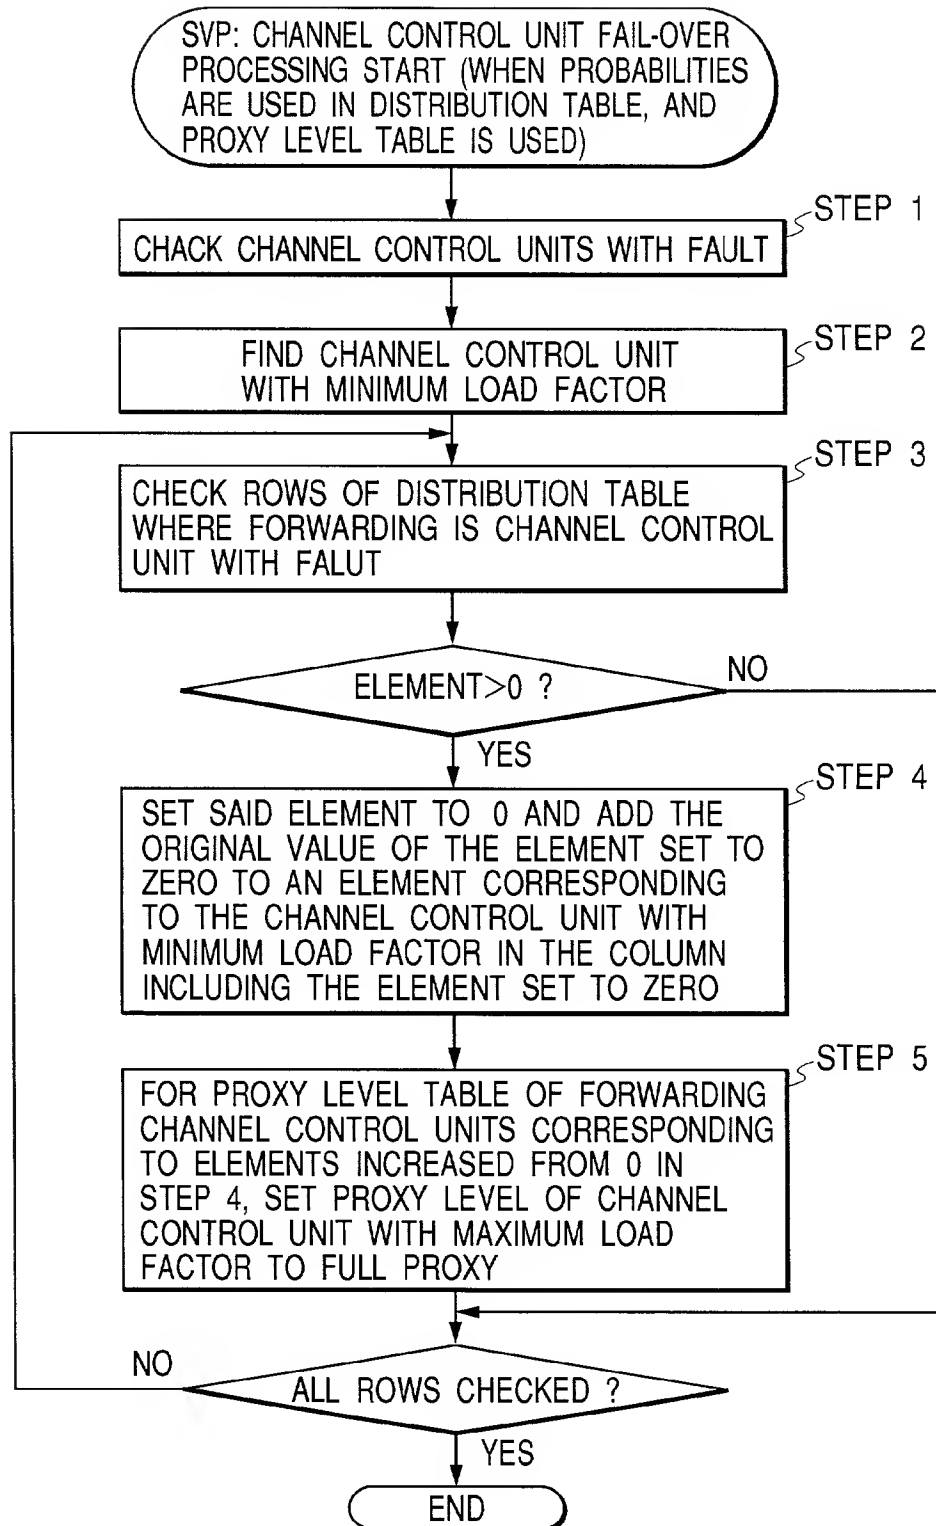 SVP: CHANNEL CONTROL UNIT FAIL-OVER
PROCESSING START (WHEN PROBABILITIES
ARE USED IN DISTRIBUTION TABLE, AND
PROXY LEVEL TABLE IS USED)
STEP 1
CHACK CHANNEL CONTROL UNITS WITH FAULT
STEP 2
FIND CHANNEL CONTROL UNIT
WITH MINIMUM LOAD FACTOR
STEP 3
CHECK ROWS OF DISTRIBUTION TABLE
WHERE FORWARDING IS CHANNEL CONTROL
UNIT WITH FALUT
ELEMENT>0 ?
NO
YES
STEP 4
SET SAID ELEMENT TO 0 AND ADD THE
ORIGINAL VALUE OF THE ELEMENT SET TO
ZERO TO AN ELEMENT CORRESPONDING
TO THE CHANNEL CONTROL UNIT WITH
MINIMUM LOAD FACTOR IN THE COLUMN
INCLUDING THE ELEMENT SET TO ZERO
STEP 5
FOR PROXY LEVEL TABLE OF FORWARDING
CHANNEL CONTROL UNITS CORRESPONDING
TO ELEMENTS INCREASED FROM 0 IN
STEP 4, SET PROXY LEVEL OF CHANNEL
CONTROL UNIT WITH MAXIMUM LOAD
FACTOR TO FULL PROXY
NO
ALL ROWS CHECKED ?
YES
END